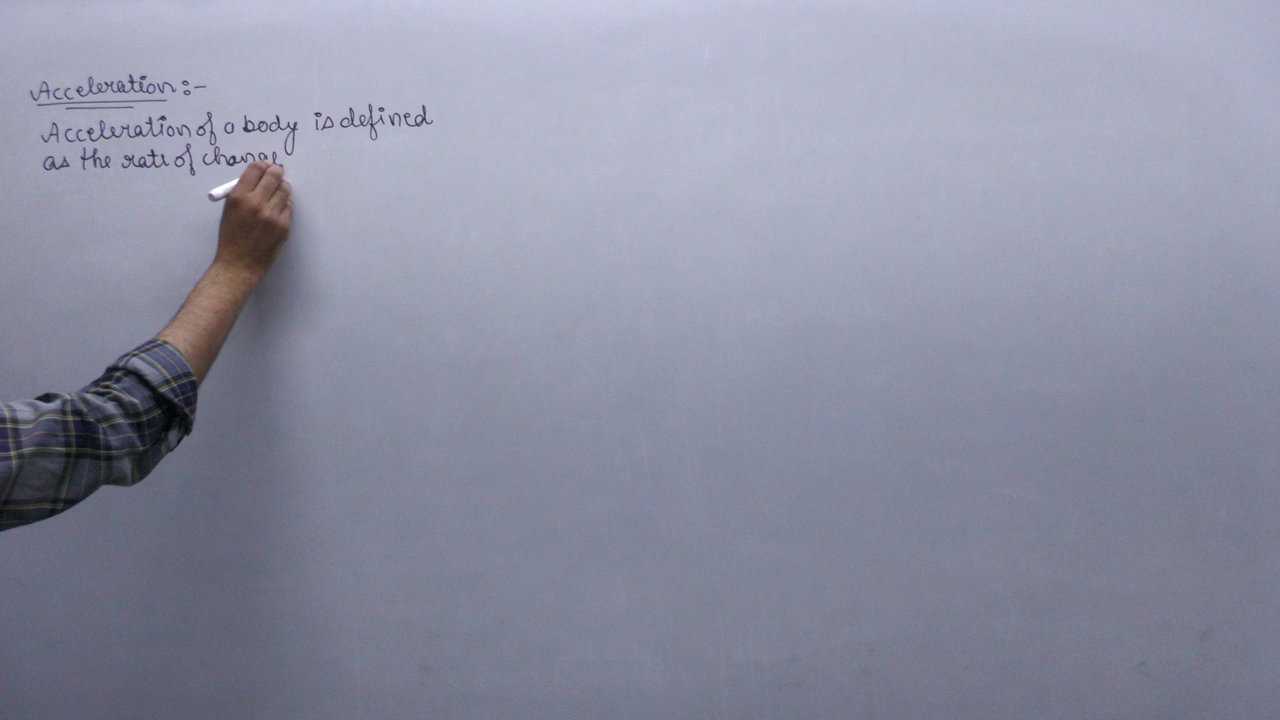 Acceleration :-
Acceleration of a body is defined
as the rate of change